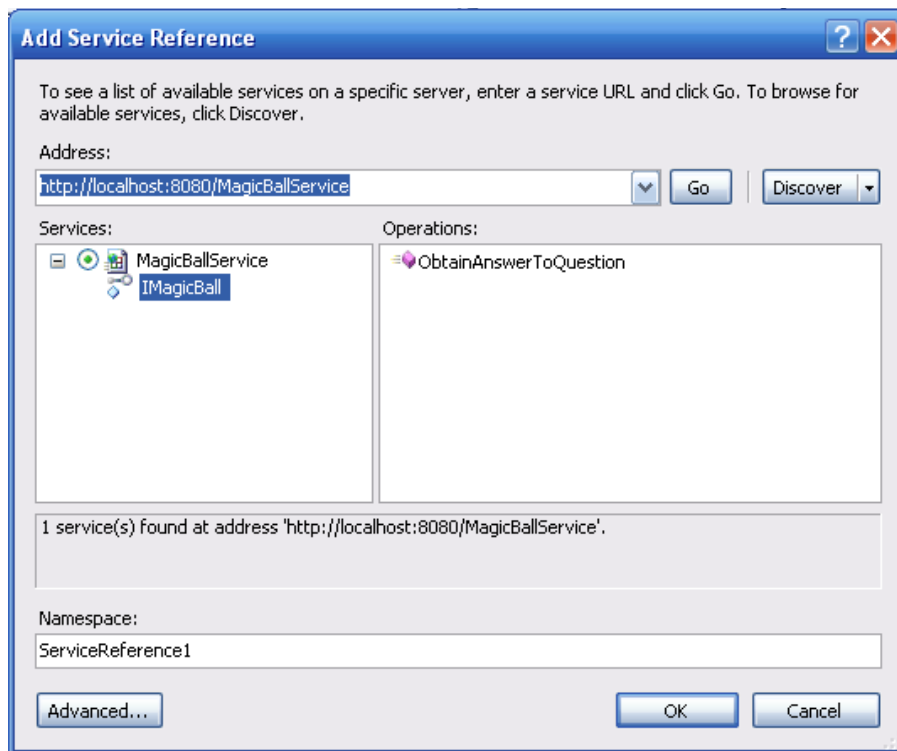 Add Service Reference
To see a list of available services on a specific server, enter a service URL and click Go. To browse for
available services, click Discover.
Address:
http://localhost:8080/MagicBallService
Go
Discover
Services:
Operations:
MagicBallService
IMagicBall
ObtainAnswerToQuestion
1 service(s) found at address 'http://localhost:8080/MagicBallService'.
Namespace:
ServiceReference1
Advanced...
OK
Cancel